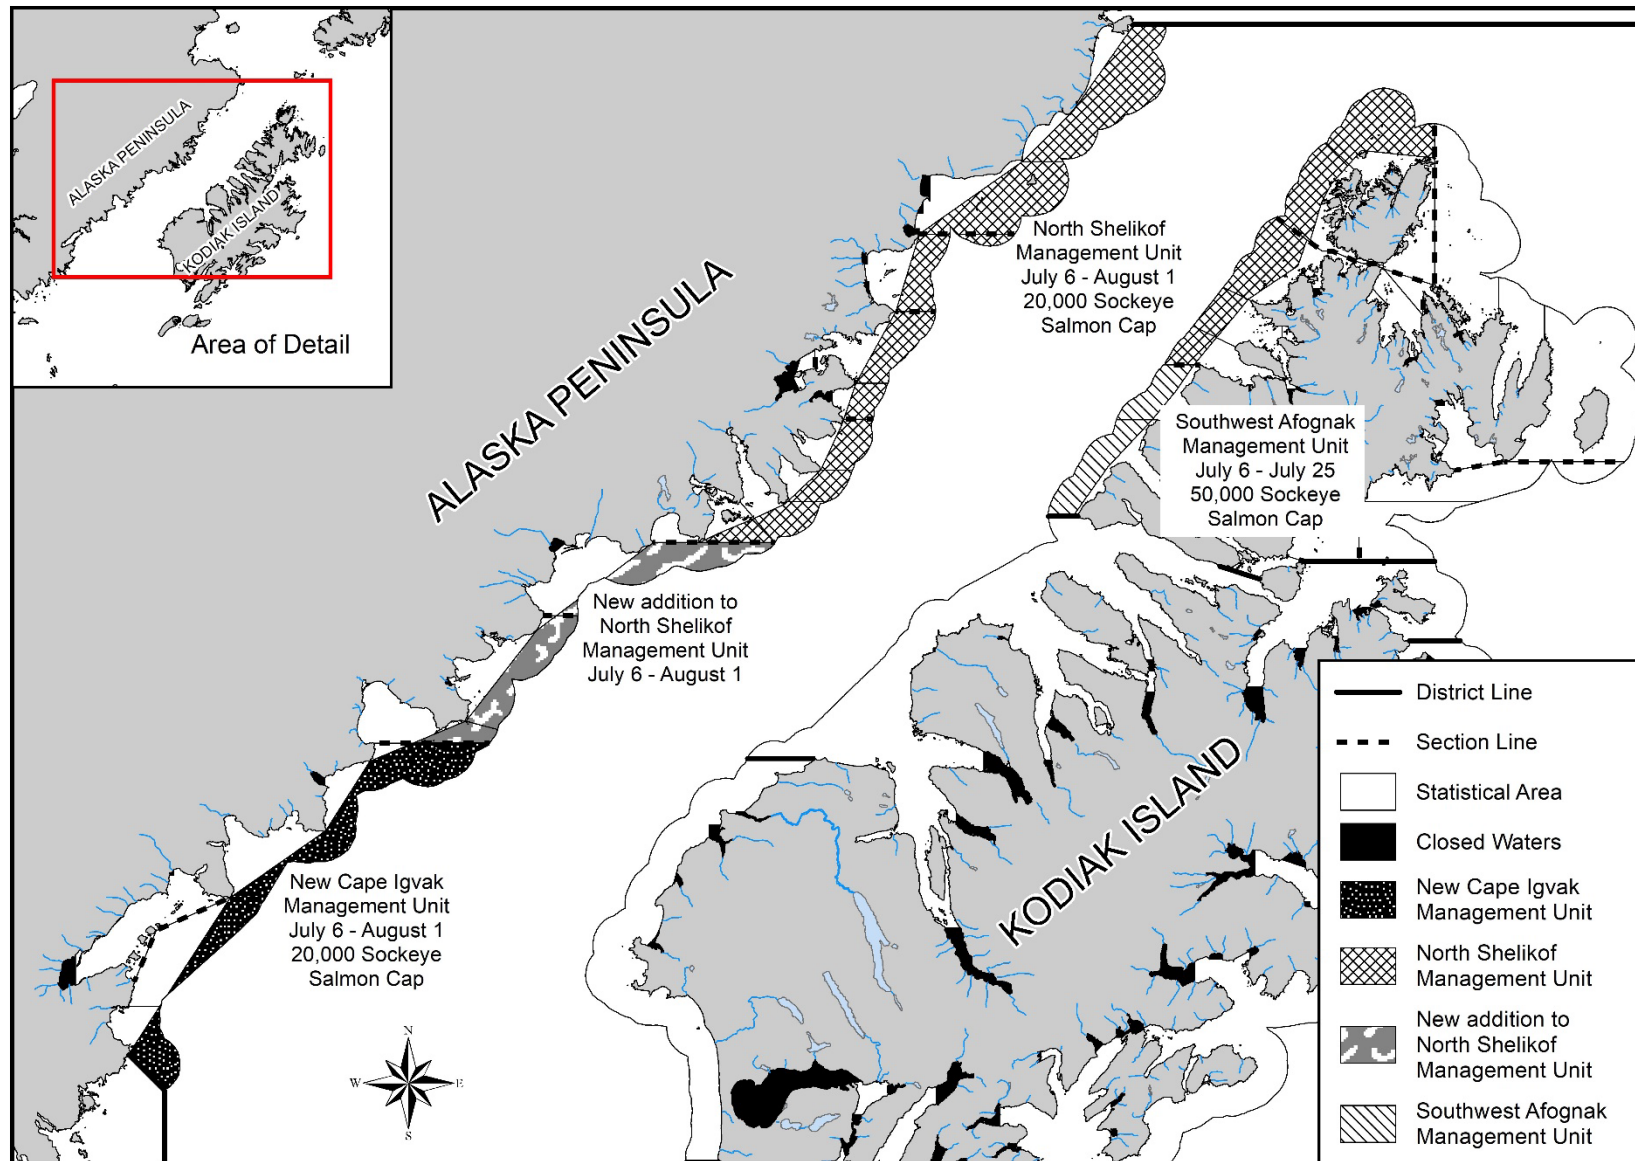 ALASKA PENINSULA
KODIAK ISLAND
Area of Detail
ALASKA PENINSULA
North Shelikof
Management Unit
July 6 - August 1
20,000 Sockeye
Salmon Cap
Southwest Afognak
Management Unit
July 6 - July 25
50,000 Sockeye
Salmon Cap
New addition to
North Shelikof
Management Unit
July 6 - August 1
New Cape Igvak
Management Unit
July 6 - August 1
20,000 Sockeye
Salmon Cap
KODIAK ISLAND
N
W
E
S
District Line
Section Line
Statistical Area
Closed Waters
New Cape Igvak
Management Unit
North Shelikof
Management Unit
New addition to
North Shelikof
Management Unit
Southwest Afognak
Management Unit